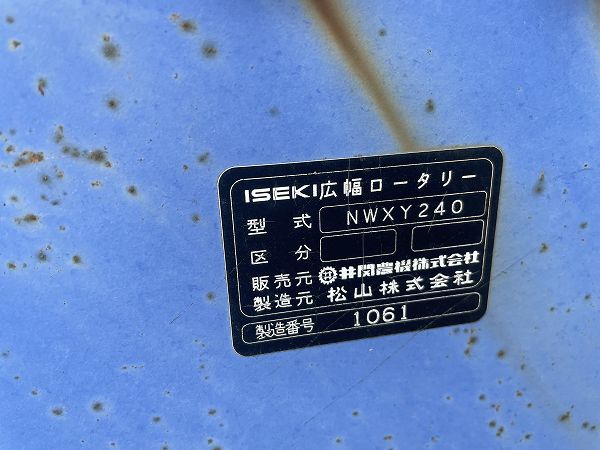 ISEKI広幅ロータリー
型式 NWXY240
区分
販売元 井関農機株式会社
製造元 松山株式会社
製造番号 1061